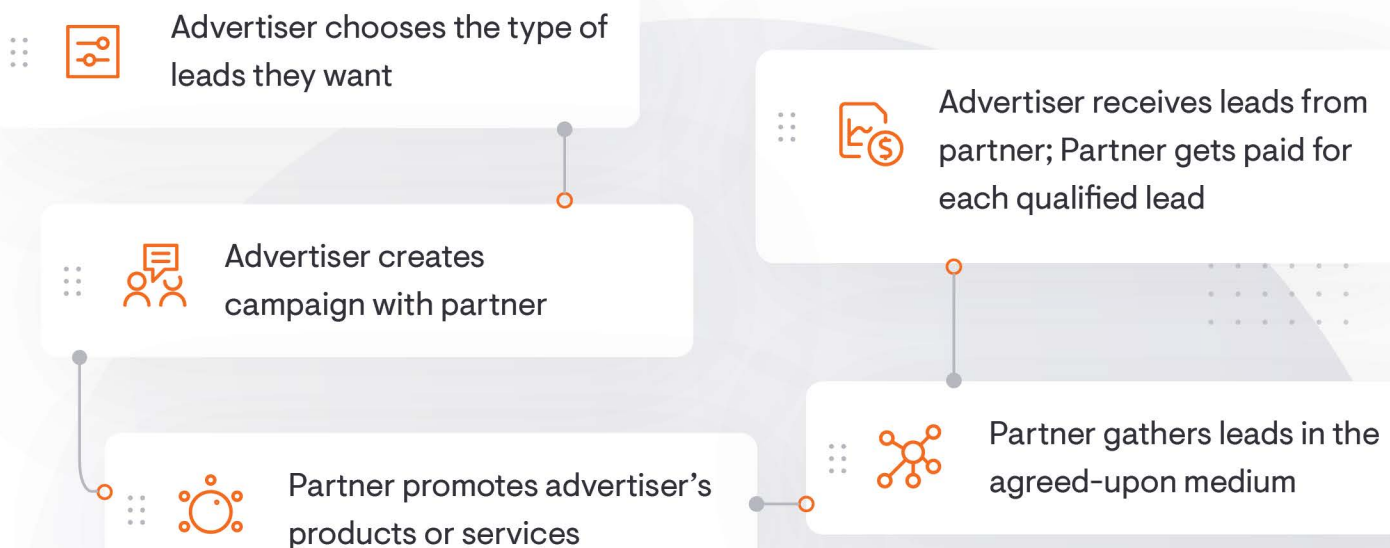 Advertiser chooses the type of
leads they want
Advertiser creates
campaign with partner
Partner promotes advertiser’s
products or services
Partner gathers leads in the
agreed-upon medium
Advertiser receives leads from
partner; Partner gets paid for
each qualified lead